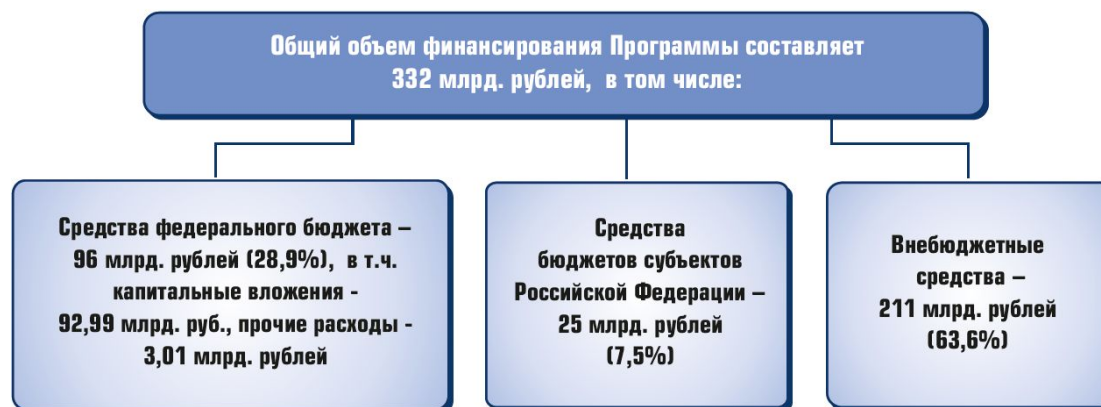 Общий объем финансирования Программы составляет
332 млрд. рублей, в том числе:
Средства федерального бюджета –
96 млрд. рублей (28,9%), в т.ч.
капитальные вложения -
92,99 млрд. руб., прочие расходы -
3,01 млрд. рублей
Средства
бюджетов субъектов
Российской Федерации –
25 млрд. рублей
(7,5%)
Внебюджетные
средства –
211 млрд. рублей
(63,6%)